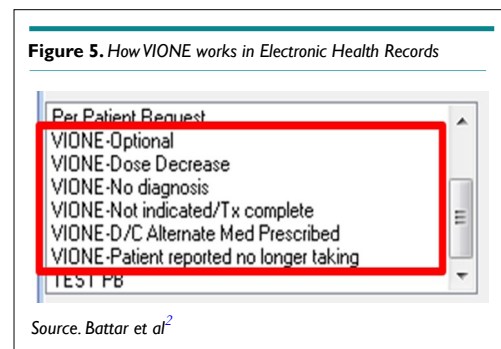 Figure 5. How VIONE works in Electronic Health Records
Per Patient Request
VIONE-Optional
VIONE-Dose Decrease
VIONE-No diagnosis
VIONE-Not indicated/Tx complete
VIONE-D/C Alternate Med Prescribed
VIONE-Patient reported no longer taking
TEST PB
Source. Battar et al2